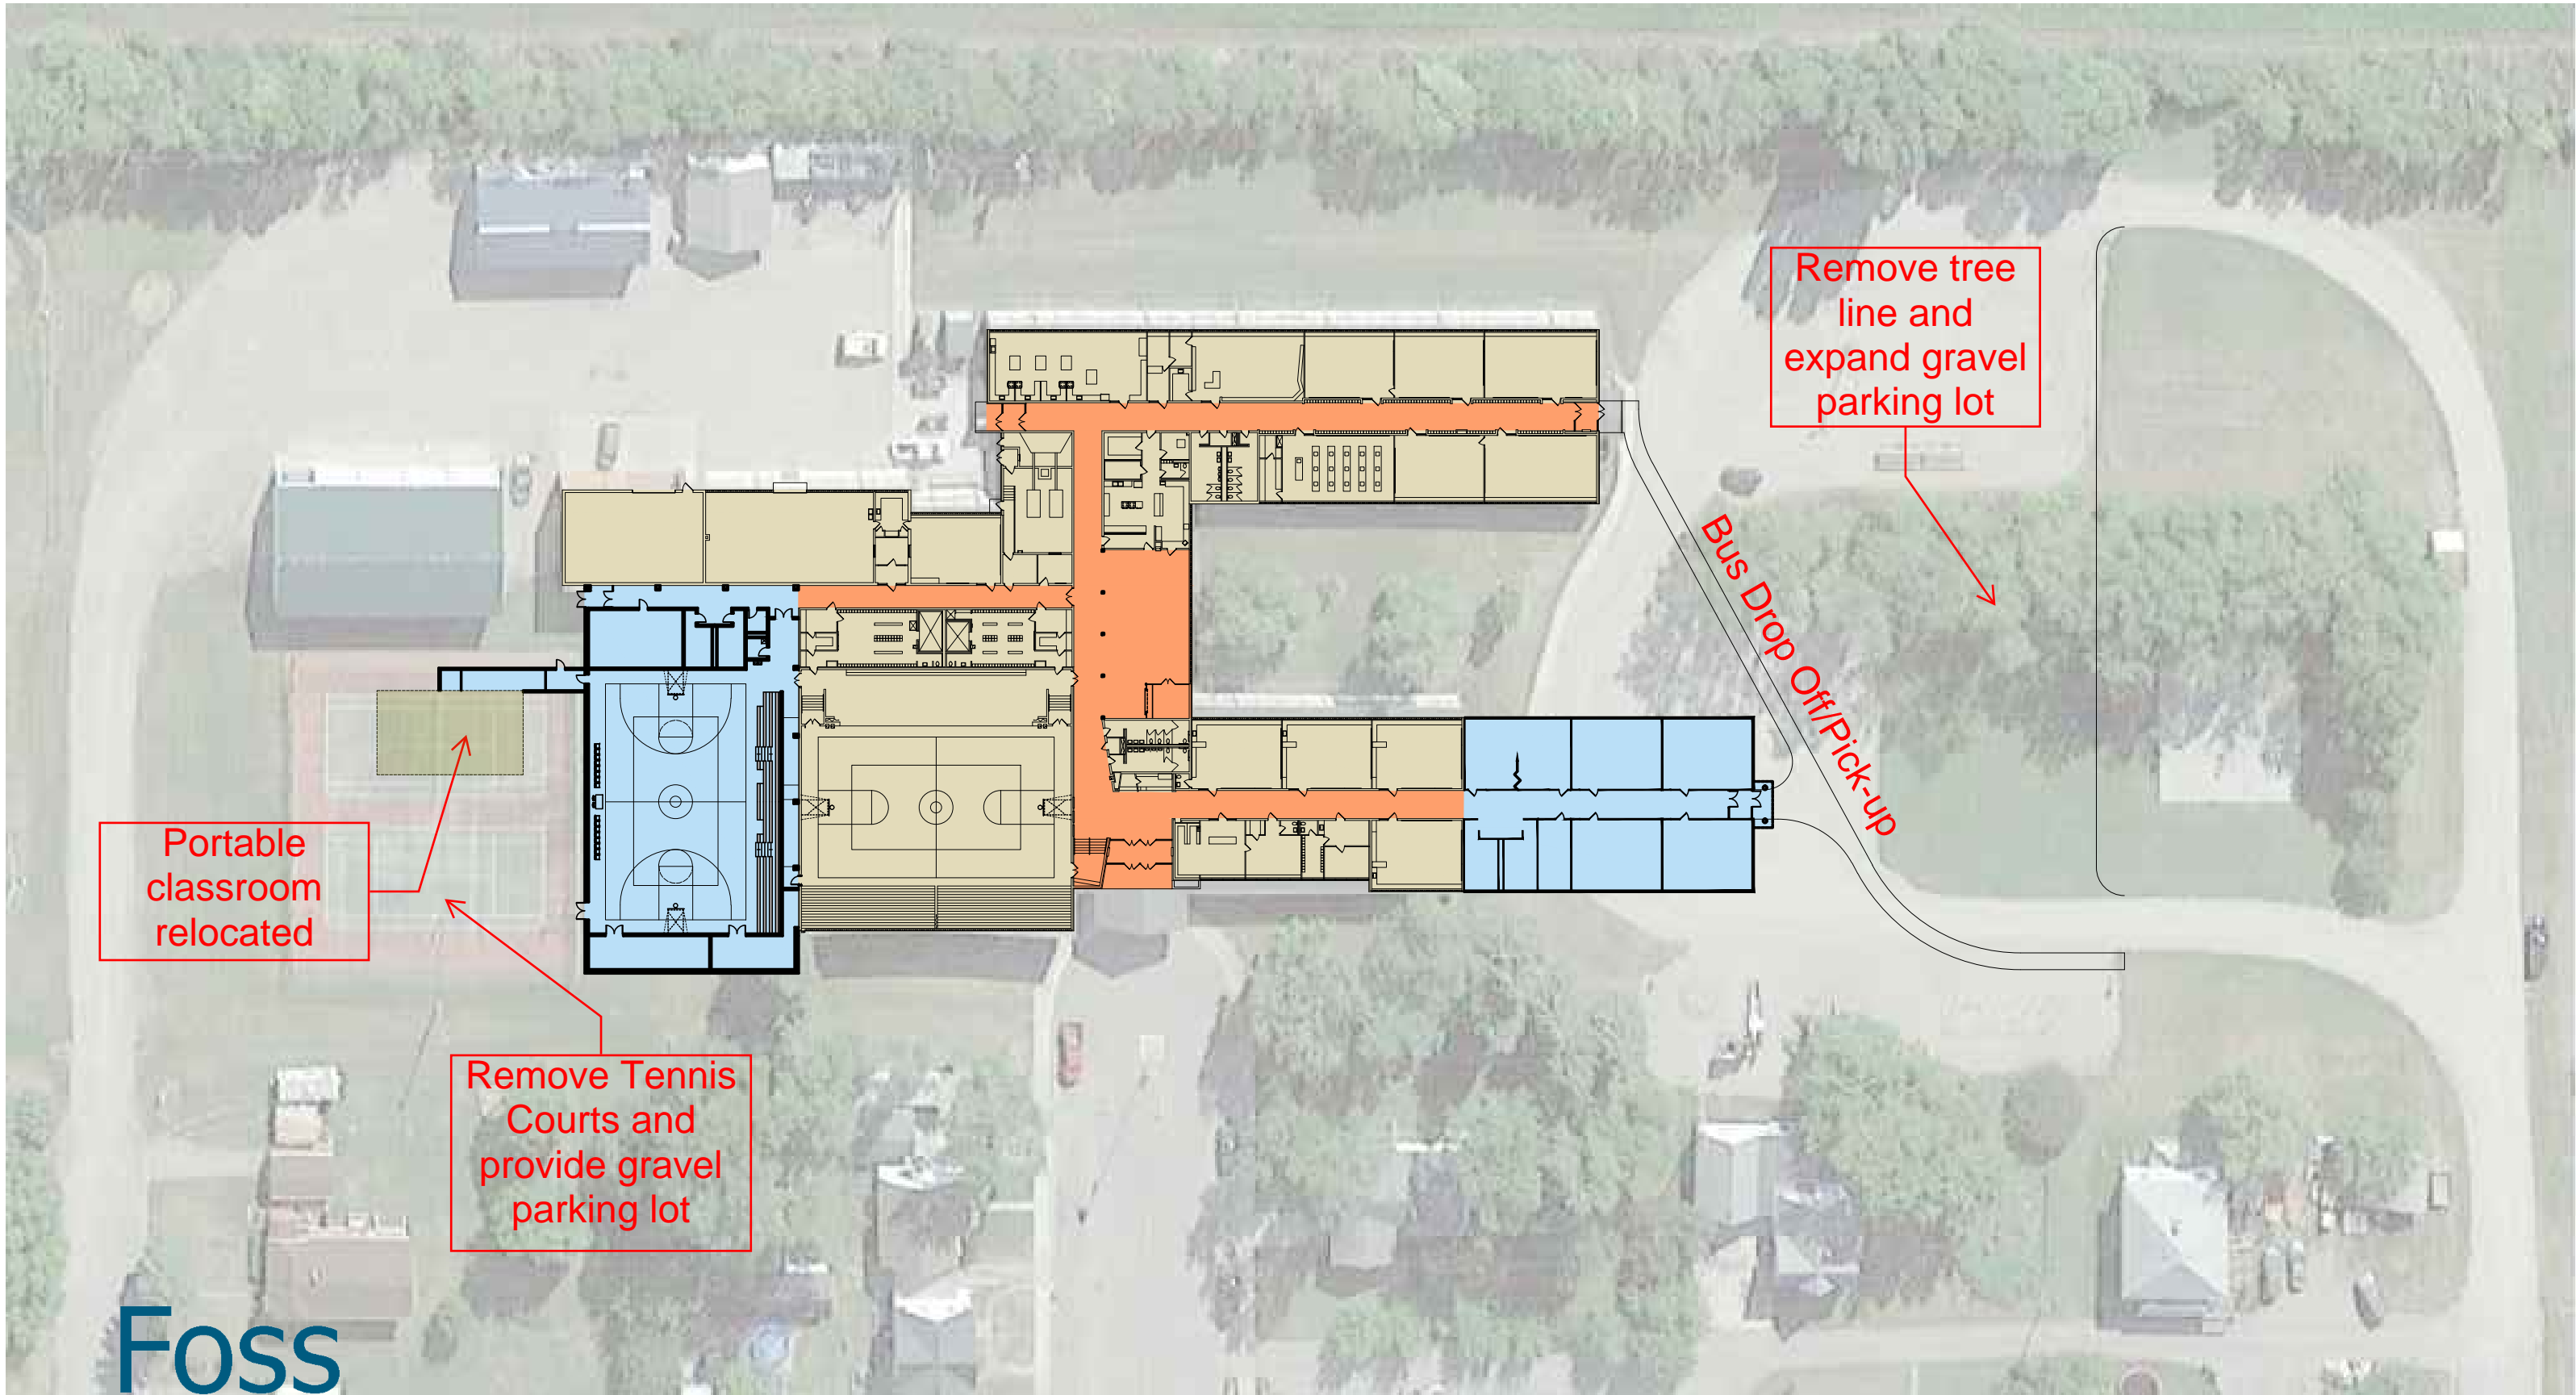 Remove tree
line and
expand gravel
parking lot
Bus Drop Off/Pick-up
Portable
classroom
relocated
Remove Tennis
Courts and
provide gravel
parking lot
Foss